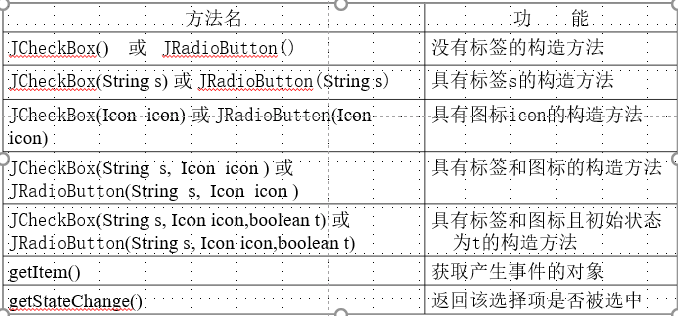 方法名 功 能
JCheckBox() 或 JRadioButton() 没有标签的构造方法
JCheckBox(String s) 或 JRadioButton(String s) 具有标签s的构造方法
JCheckBox(Icon icon) 或 JRadioButton(Icon
icon)
具有图标icon的构造方法
JCheckBox(String s, Icon icon ) 或
JRadioButton(String s, Icon icon )
具有标签和图标的构造方法
JCheckBox(String s, Icon icon,boolean t) 或
JRadioButton(String s, Icon icon,boolean t)
具有标签和图标且初始状态
为t的构造方法
getItem() 获取产生事件的对象
getStateChange() 返回该选择项是否被选中